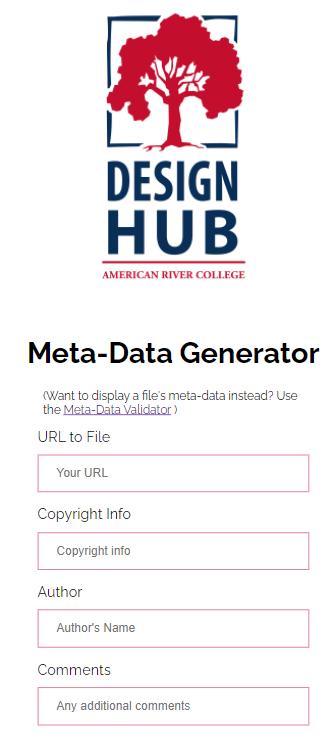 DESIGN
HUB
AMERICAN RIVER COLLEGE
Meta-Data Generator
(Want to display a file's meta-data instead? Use
the Meta-Data Validator )
URL to File
Your URL
Copyright Info
Copyright info
Author
Author's Name
Comments
Any additional comments